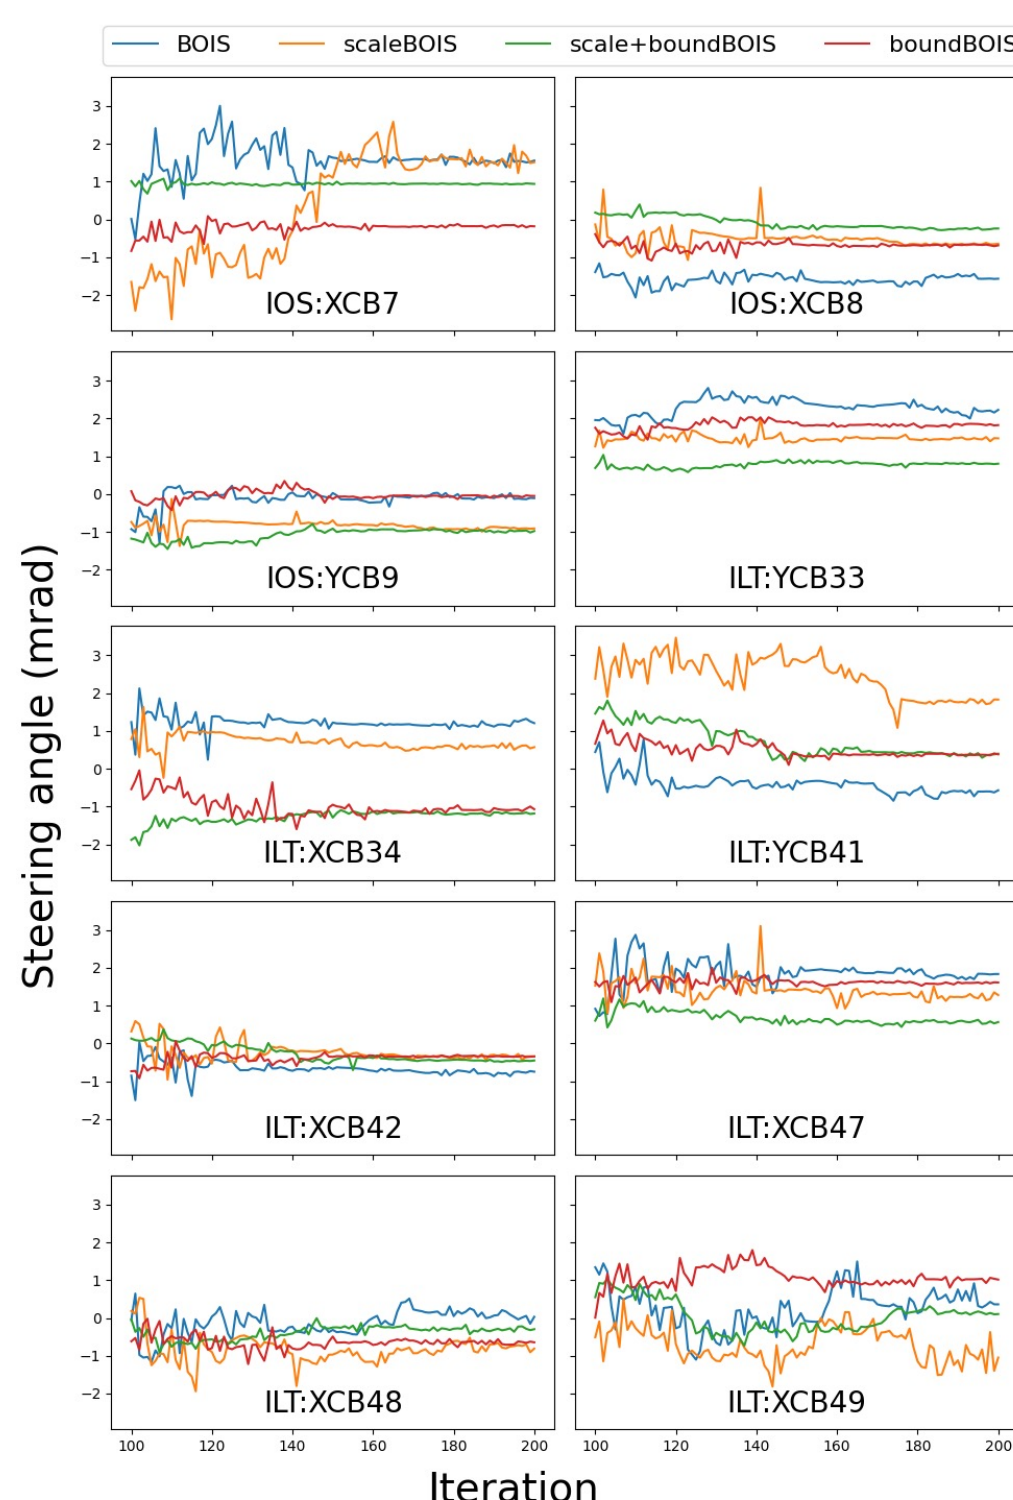 BOIS scaleBOIS scale+boundBOIS boundBOIS
3
2
1
0
−1
−2
IOS:XCB7
IOS:XCB8
3
2
1
0
−1
−2
IOS:YCB9
ILT:YCB33
3
2
1
0
−1
−2
ILT:XCB34
ILT:YCB41
3
2
1
0
−1
−2
ILT:XCB42
ILT:XCB47
3
2
1
0
−1
−2
ILT:XCB48
ILT:XCB49
100 120 140 160 180 200
100 120 140 160 180 200
Steering angle (mrad)
Iteration